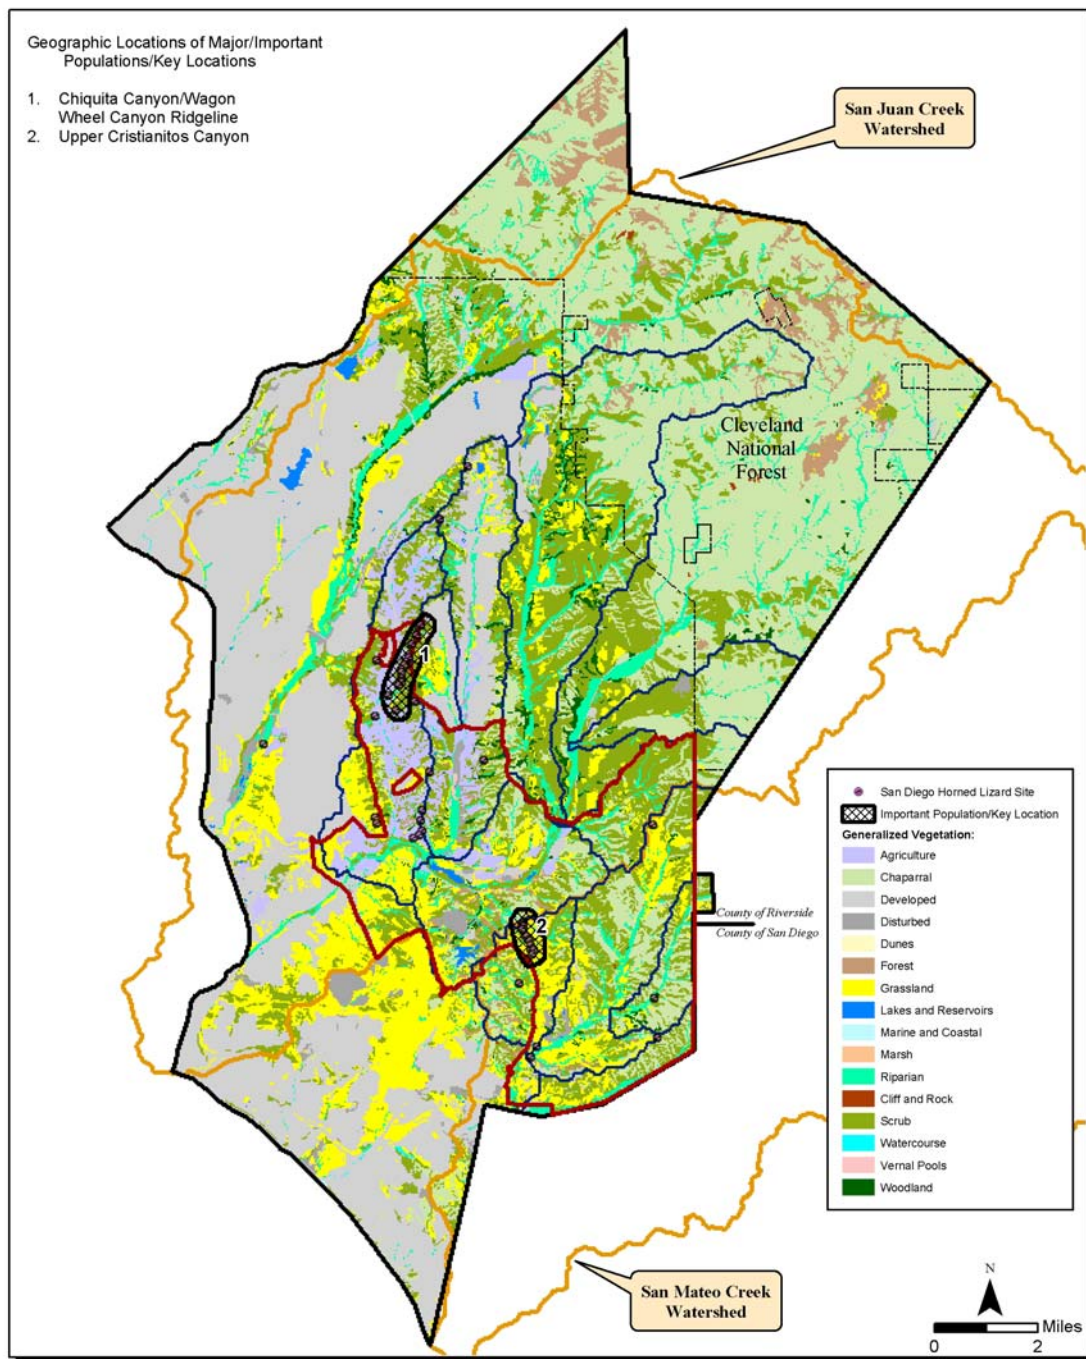 Geographic Locations of Major/Important
Populations/Key Locations
1. Chiquita Canyon/Wagon
Wheel Canyon Ridgeline
2. Upper Cristianitos Canyon
San Juan Creek
Watershed
Cleveland
National
Forest
1
2
County of Riverside
County of San Diego
San Diego Horned Lizard Site
Important Population/Key Location
Generalized Vegetation:
Agriculture
Chaparral
Developed
Disturbed
Dunes
Forest
Grassland
Lakes and Reservoirs
Marine and Coastal
Marsh
Riparian
Cliff and Rock
Scrub
Watercourse
Vernal Pools
Woodland
San Mateo Creek
Watershed
N
Miles
0 2